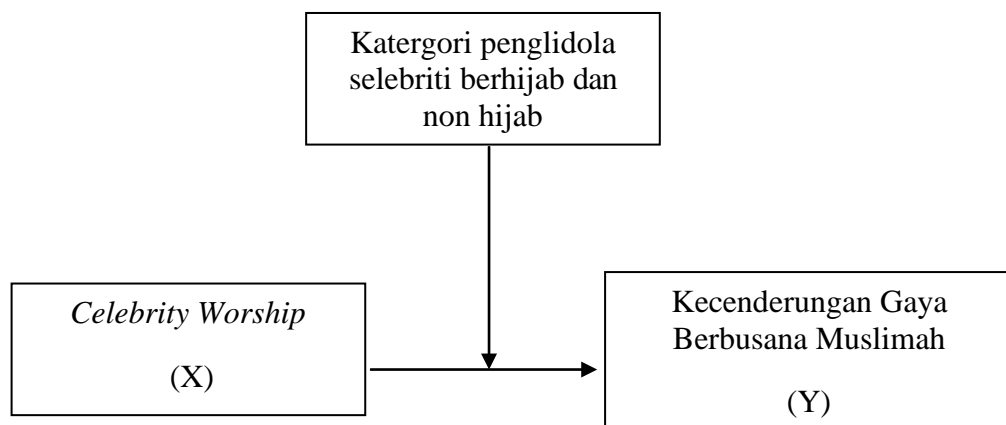 Katergori penglidola
selebriti berhijab dan
non hijab
Celebrity Worship
(X)
Kecenderungan Gaya
Berbusana Muslimah
(Y)